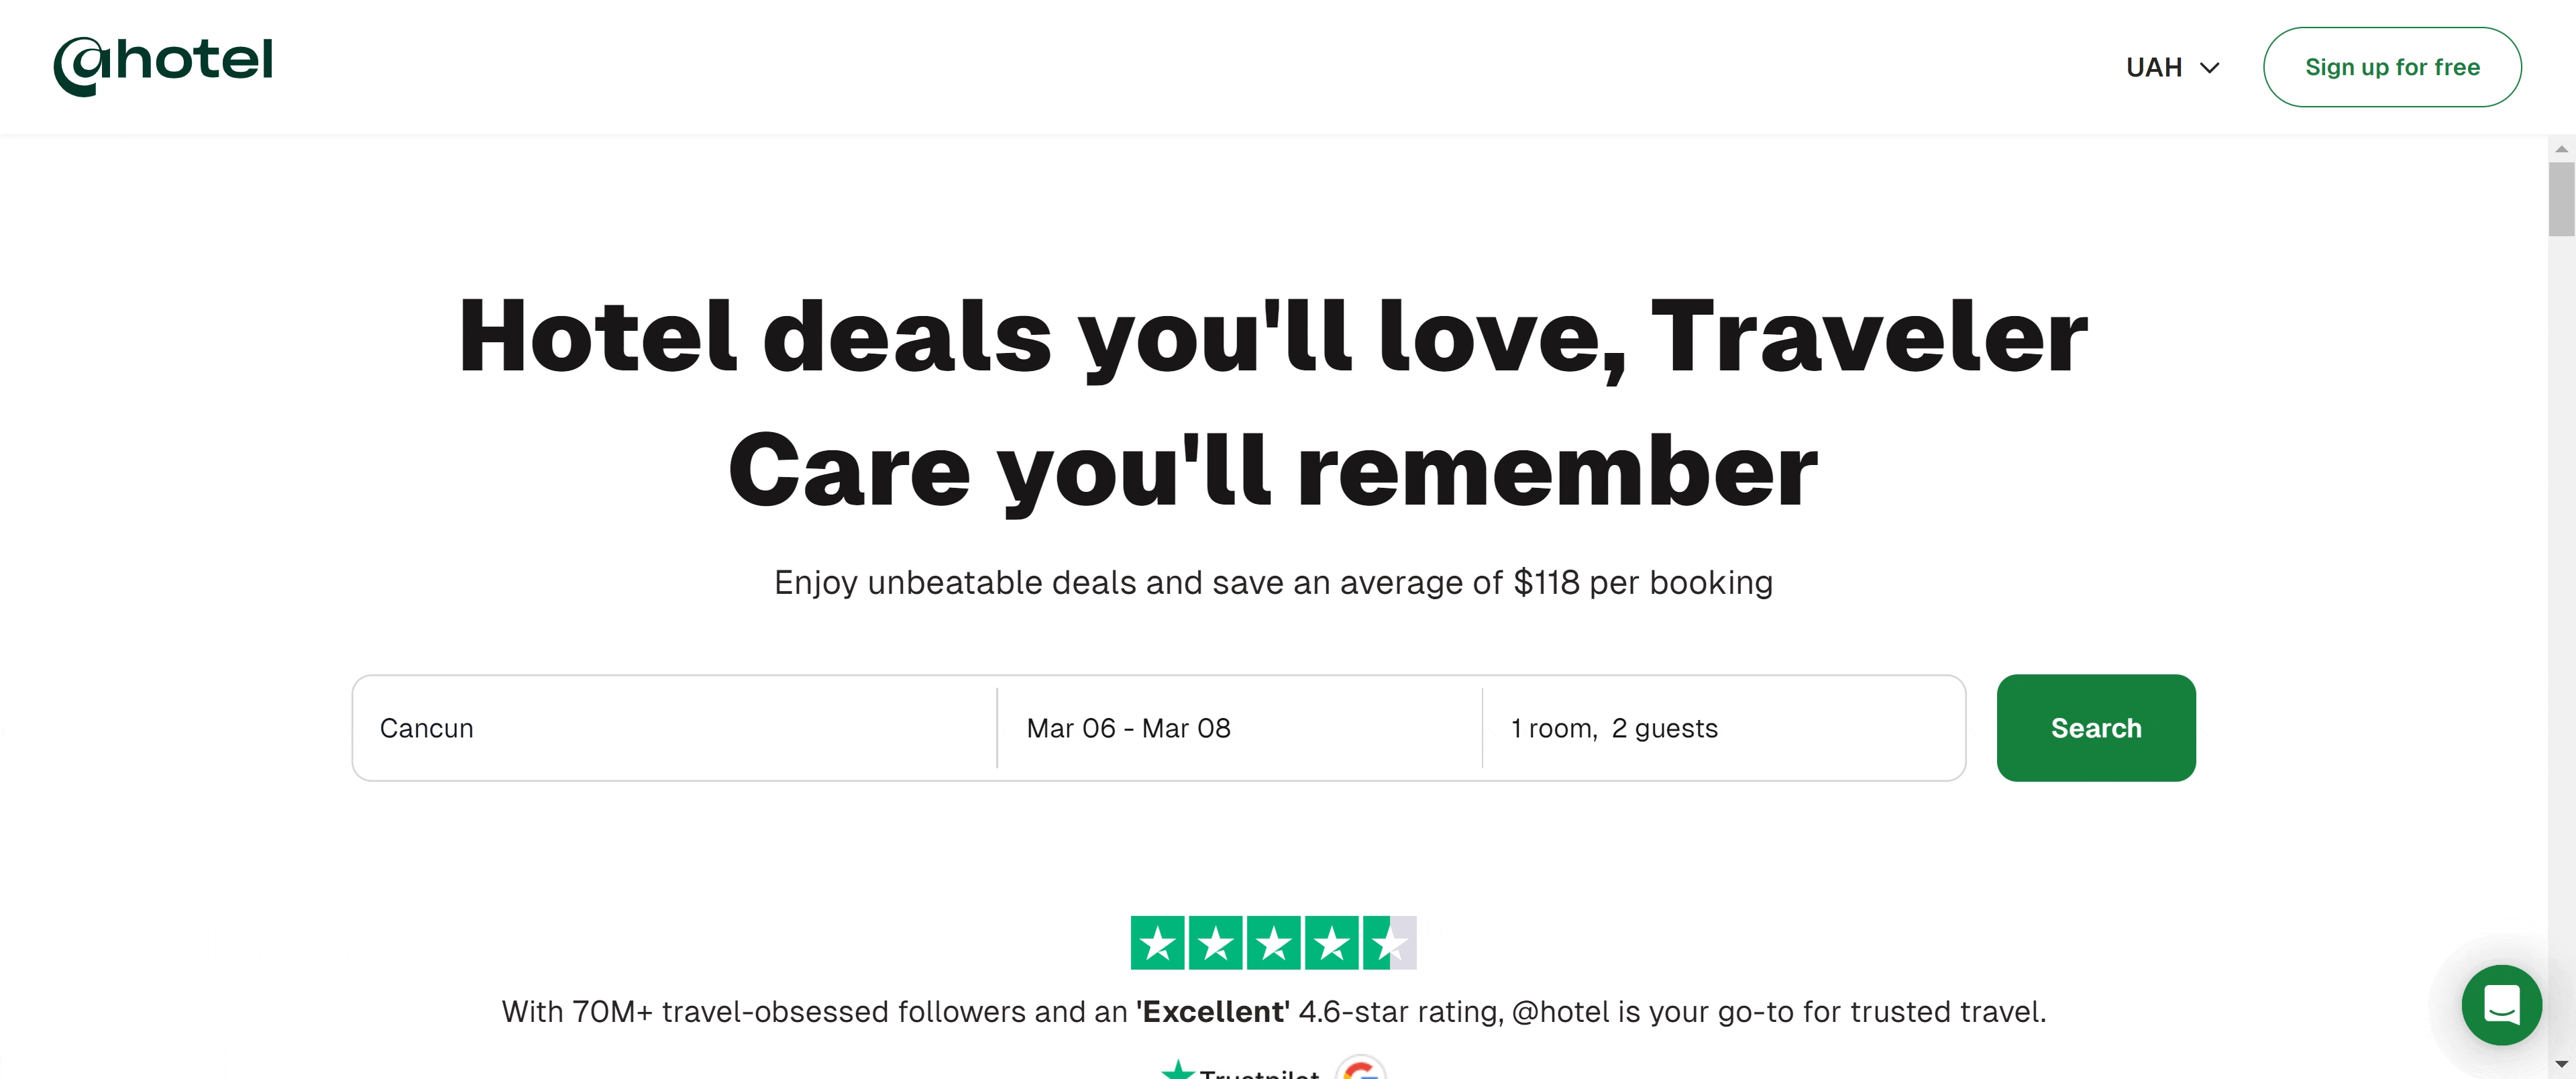 @hotel
UAH
Sign up for free
Hotel deals you'll love, Traveler
Care you'll remember
Enjoy unbeatable deals and save an average of $118 per booking
Cancun
Mar 06 - Mar 08
1 room, 2 guests
Search
With 70M+ travel-obsessed followers and an 'Excellent' 4.6-star rating, @hotel is your go-to for trusted travel.
Trustpilot